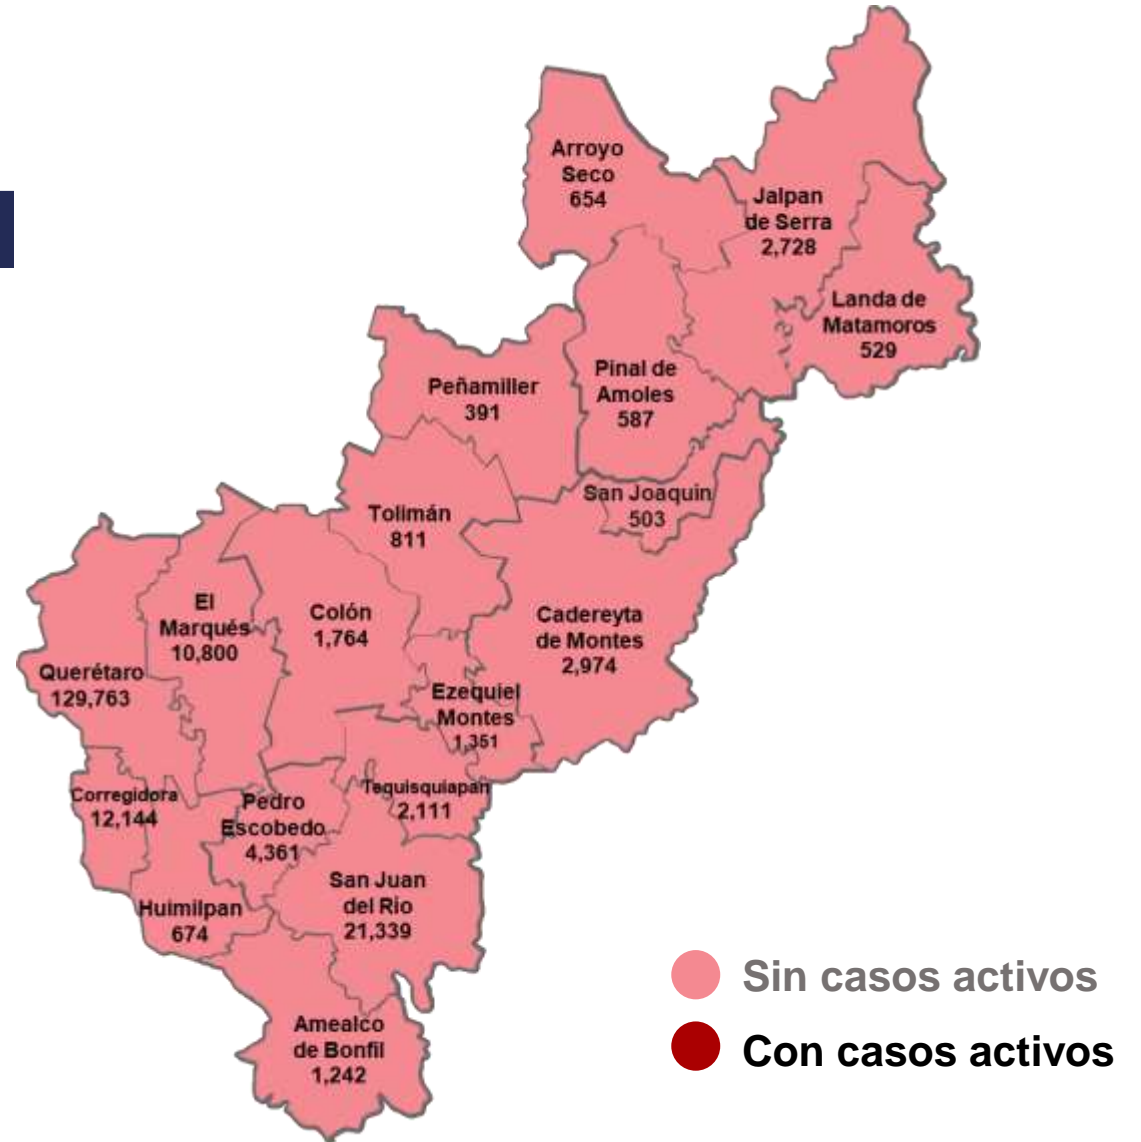 Arroyo
Seco
654
Jalpan
de Serra
2,728
Landa de
Matamoros
529
Pinal de
Amoles
587
Peñamiller
391
San Joaquín
503
Tolimán
811
Cadereyta
de Montes
2,974
El
Marqués
10,800
Colón
1,764
Querétaro
129,763
Ezequiel
Montes
1,351
Corregidora
12,144
Pedro
Escobedo
4,361
Tequisquiapan
2,111
San Juan
del Río
21,339
Huimilpan
674
Amealco
de Bonfil
1,242
Sin casos activos
Con casos activos